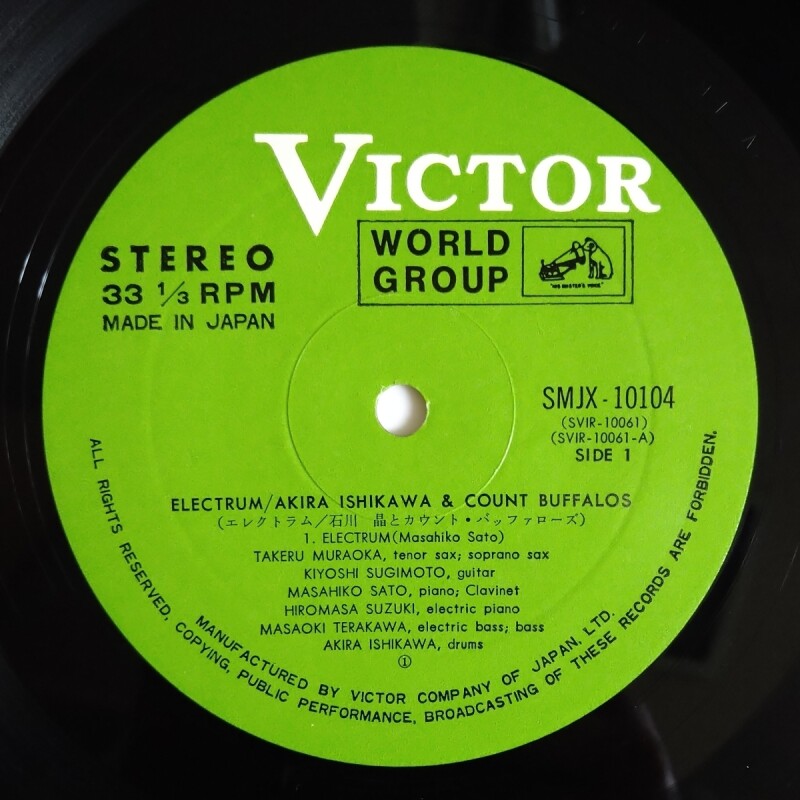 VICTOR
WORLD
GROUP
"HIS MASTER'S VOICE"
STEREO
33 1/3 RPM
MADE IN JAPAN
SMJX-10104
(SVIR-10061)
(SVIR-10061-A)
SIDE 1
ELECTRUM/AKIRA ISHIKAWA & COUNT BUFFALOS
(エレクトラム/石川 晶とカウント・バッファローズ)
1. ELECTRUM(Masahiko Sato)
TAKERU MURAOKA, tenor sax; soprano sax
KIYOSHI SUGIMOTO, guitar
MASAHIKO SATO, piano; Clavinet
HIROMASA SUZUKI, electric piano
MASAOKI TERAKAWA, electric bass; bass
AKIRA ISHIKAWA, drums
①
MANUFACTURED BY VICTOR COMPANY OF JAPAN, LTD.
ALL RIGHTS RESERVED. COPYING, PUBLIC PERFORMANCE, BROADCASTING OF THESE RECORDS ARE FORBIDDEN.